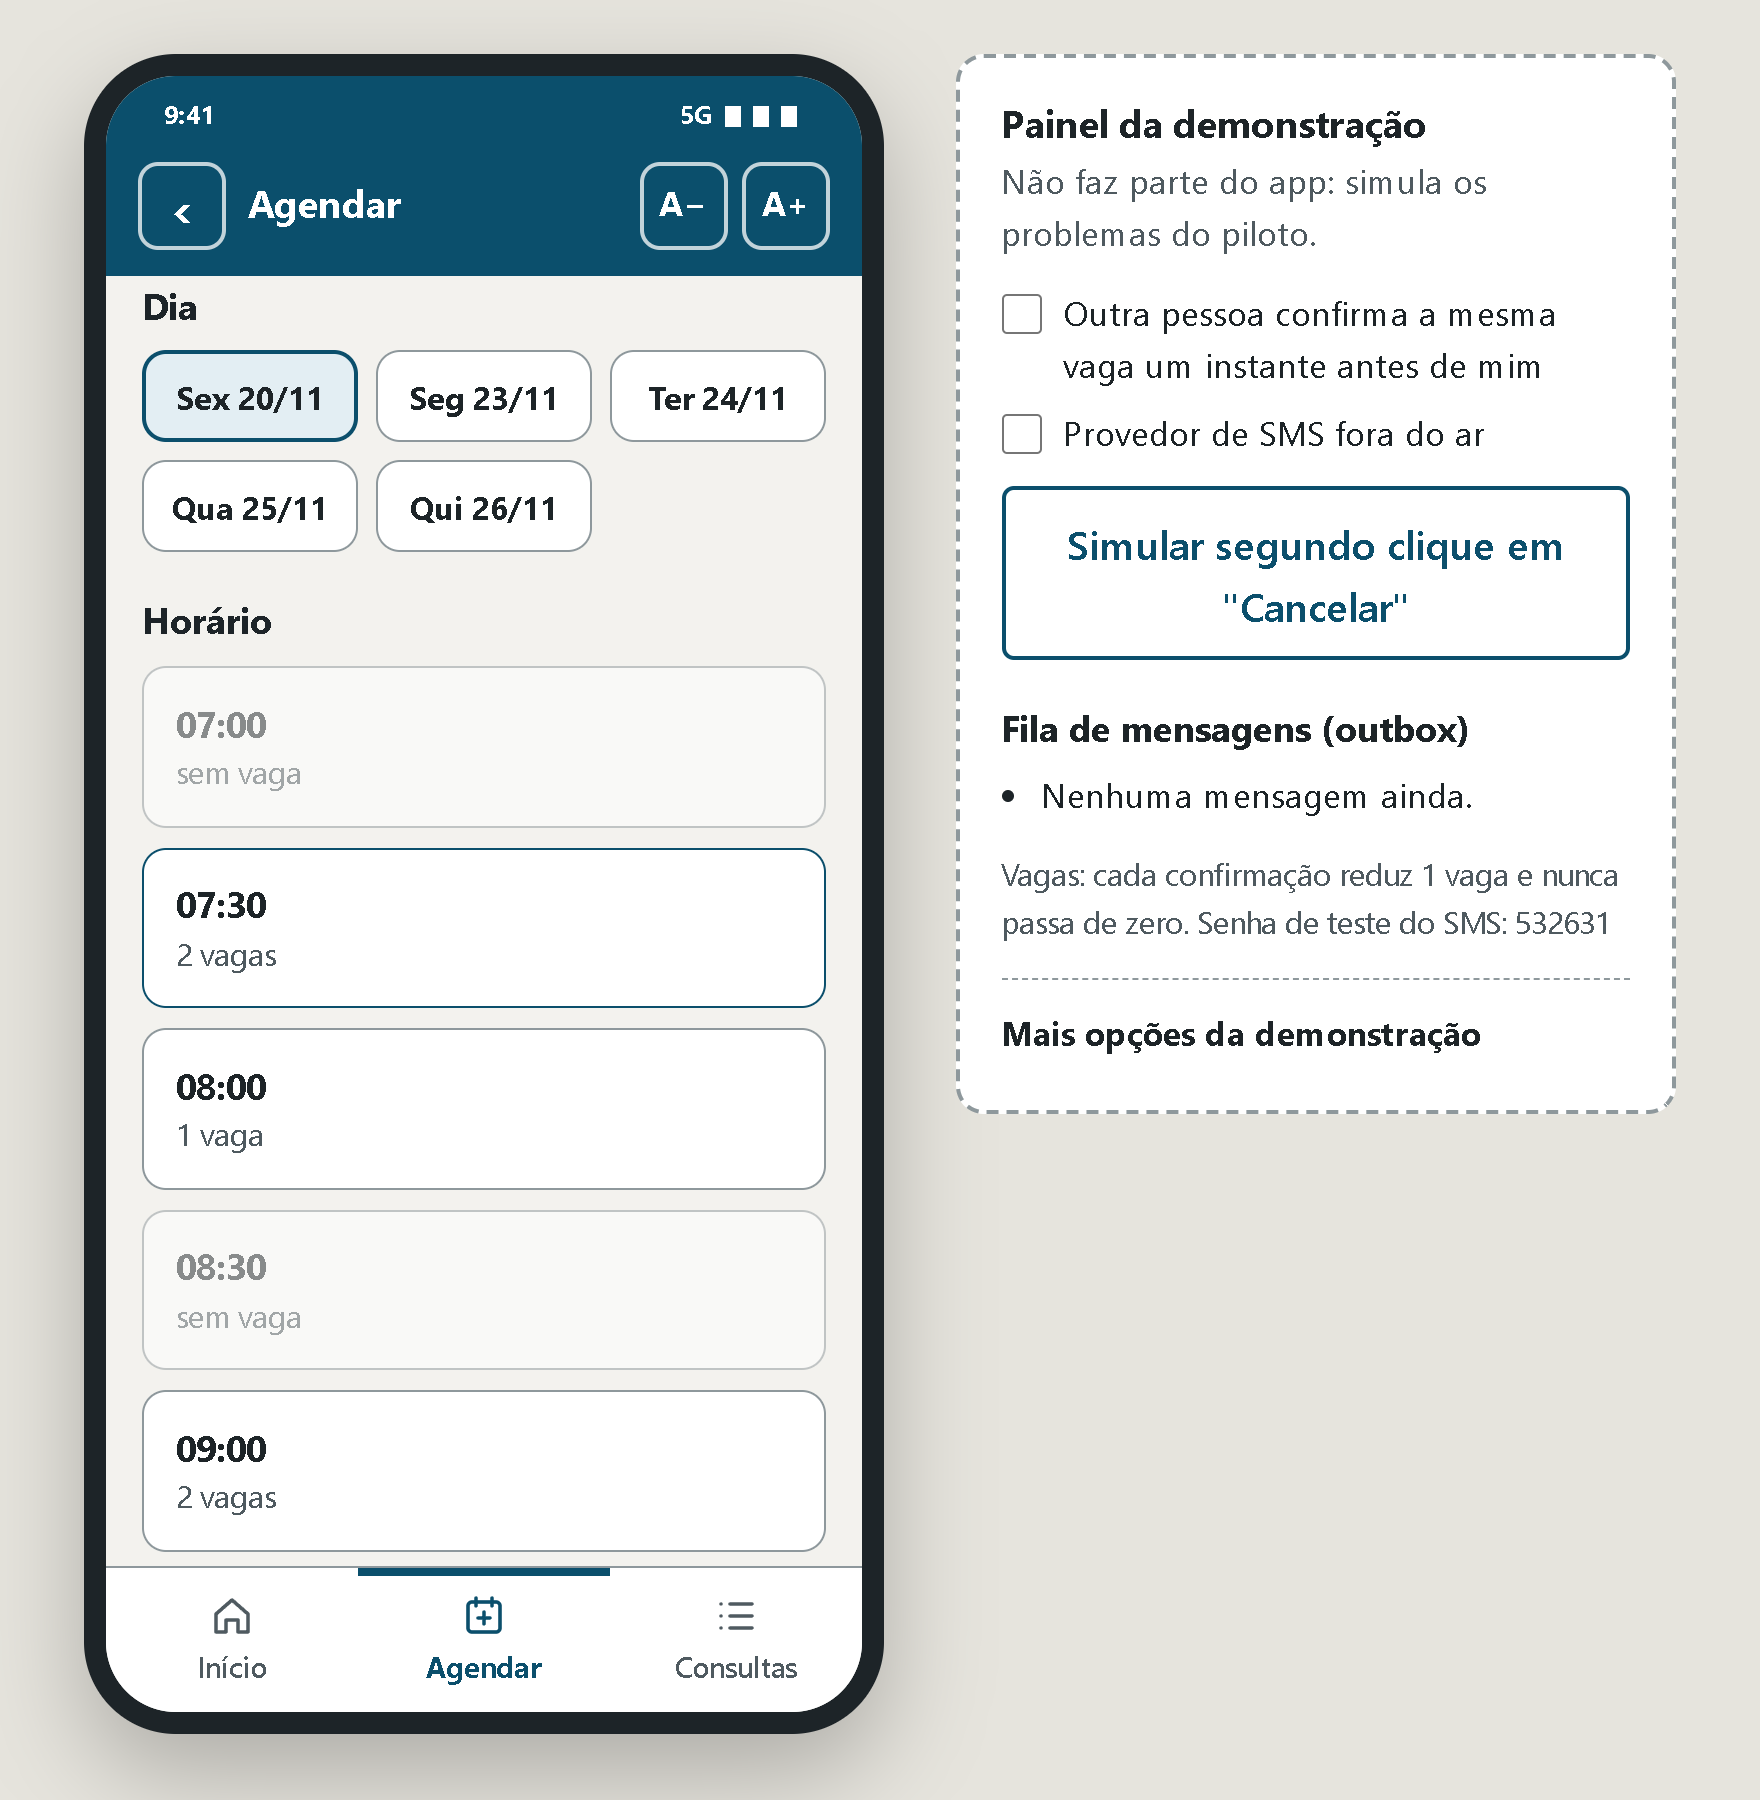 9:41
5G
Agendar
A−
A+
Dia
Sex 20/11
Seg 23/11
Ter 24/11
Qua 25/11
Qui 26/11
Horário
07:00
sem vaga
07:30
2 vagas
08:00
1 vaga
08:30
sem vaga
09:00
2 vagas
Início
Agendar
Consultas
Painel da demonstração
Não faz parte do app: simula os
problemas do piloto.
Outra pessoa confirma a mesma
vaga um instante antes de mim
Provedor de SMS fora do ar
Simular segundo clique em
"Cancelar"
Fila de mensagens (outbox)
• Nenhuma mensagem ainda.
Vagas: cada confirmação reduz 1 vaga e nunca
passa de zero. Senha de teste do SMS: 532631
Mais opções da demonstração